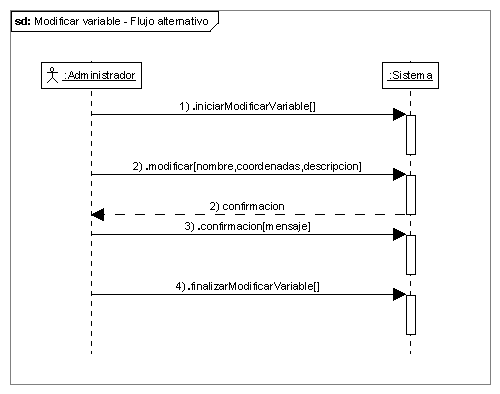 sd: Modificar variable - Flujo alternativo
:Administrador
:Sistema
1) .iniciarModificarVariable[]
2) .modificar[nombre,coordenadas,descripcion]
2) confirmacion
3) .confirmacion[mensaje]
4) .finalizarModificarVariable[]